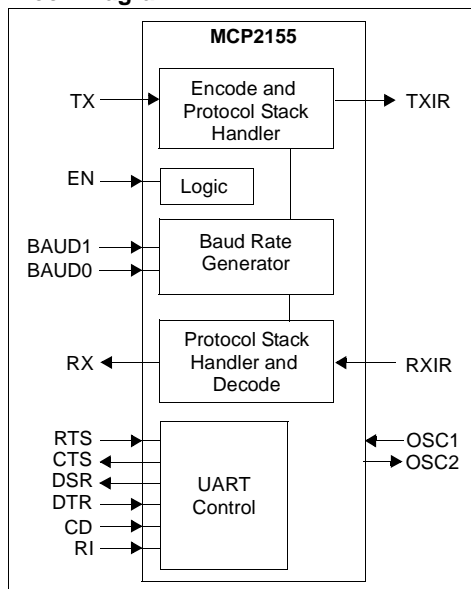 MCP2155
TX
Encode and
Protocol Stack
Handler
TXIR
EN
Logic
BAUD1
BAUD0
Baud Rate
Generator
RX
Protocol Stack
Handler and
Decode
RXIR
RTS
CTS
DSR
DTR
CD
RI
UART
Control
OSC1
OSC2